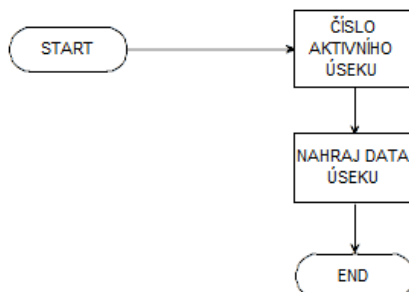 START
ČÍSLO
AKTIVNÍHO
ÚSEKU
NAHRAJ DATA
ÚSEKU
END